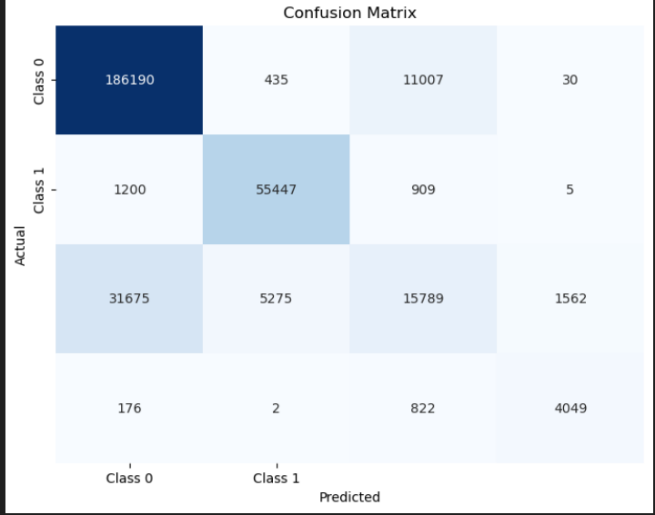 Confusion Matrix
Class 0
186190 435 11007 30
Class 1
1200 55447 909 5
Actual
31675 5275 15789 1562
176 2 822 4049
Class 0 Class 1
Predicted